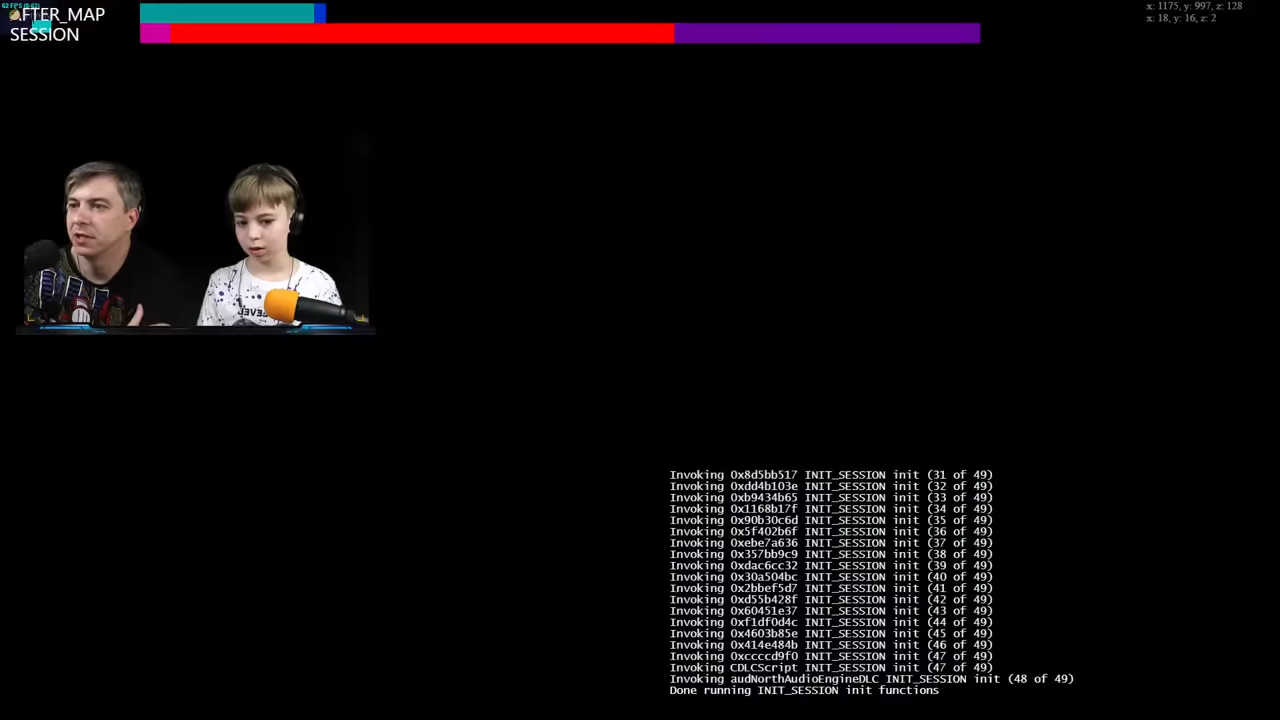 62 FPS (0-63)
AFTER_MAP
SESSION
x: 1175, y: 997, z: 128
x: 18, y: 16, z: 2
Invoking 0x8d5bb517 INIT_SESSION init (31 of 49)
Invoking 0xdd4b103e INIT_SESSION init (32 of 49)
Invoking 0xb9434b65 INIT_SESSION init (33 of 49)
Invoking 0x1168b17f INIT_SESSION init (34 of 49)
Invoking 0x90b30c6d INIT_SESSION init (35 of 49)
Invoking 0x5f402b6f INIT_SESSION init (36 of 49)
Invoking 0xebe7a636 INIT_SESSION init (37 of 49)
Invoking 0x357bb9c9 INIT_SESSION init (38 of 49)
Invoking 0xdac6cc32 INIT_SESSION init (39 of 49)
Invoking 0x30a504bc INIT_SESSION init (40 of 49)
Invoking 0x2bbef5d7 INIT_SESSION init (41 of 49)
Invoking 0xd55b428f INIT_SESSION init (42 of 49)
Invoking 0x60451e37 INIT_SESSION init (43 of 49)
Invoking 0xf1df0d4c INIT_SESSION init (44 of 49)
Invoking 0x4603b85e INIT_SESSION init (45 of 49)
Invoking 0x414e484b INIT_SESSION init (46 of 49)
Invoking 0xccccd9f0 INIT_SESSION init (47 of 49)
Invoking CDLCScript INIT_SESSION init (47 of 49)
Invoking audNorthAudioEngineDLC INIT_SESSION init (48 of 49)
Done running INIT_SESSION init functions